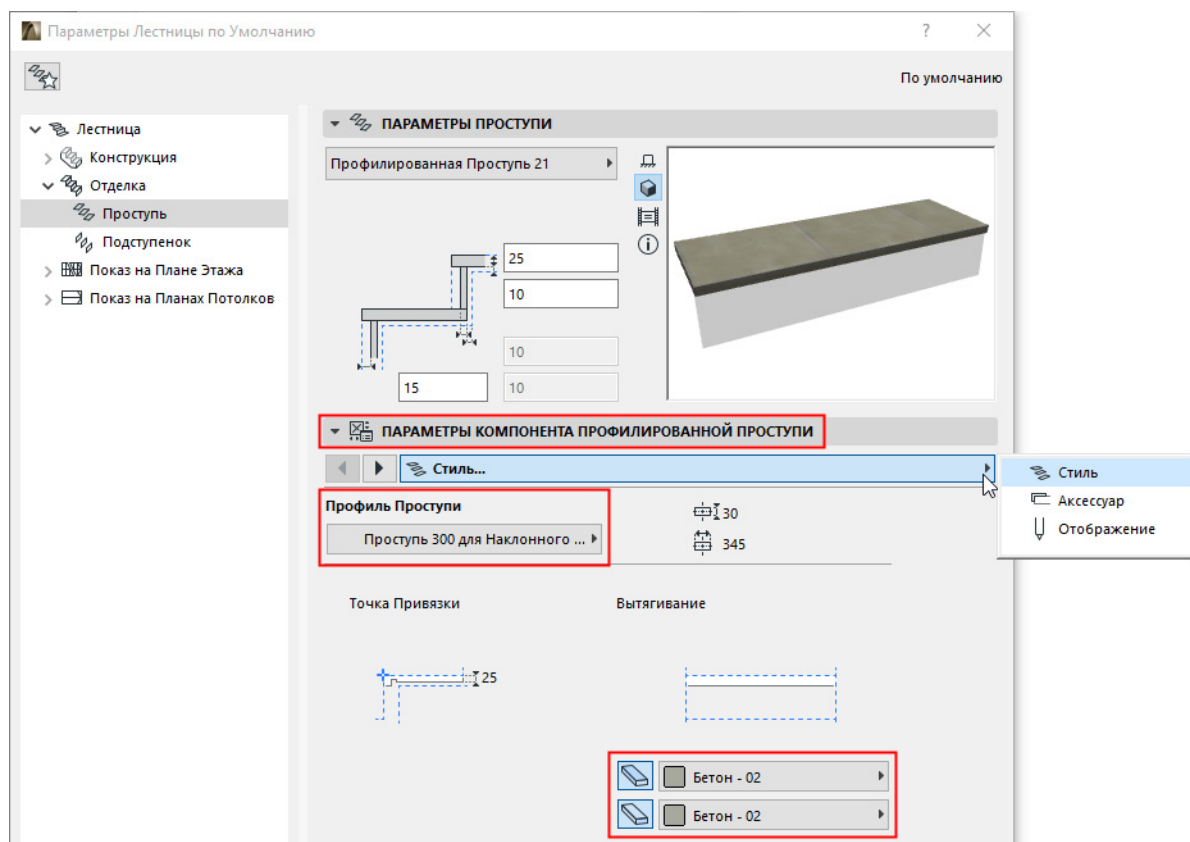 Параметры Лестницы по Умолчанию
?
По умолчанию
Лестница
Конструкция
Отделка
Проступь
Подступенок
Показ на Плане Этажа
Показ на Планах Потолков
ПАРАМЕТРЫ ПРОСТУПИ
Профилированная Проступь 21
25
10
10
15
10
ПАРАМЕТРЫ КОМПОНЕНТА ПРОФИЛИРОВАННОЙ ПРОСТУПИ
Стиль...
Стиль
Аксессуар
Отображение
Профиль Проступи
Проступь 300 для Наклонного ...
30
345
Точка Привязки
Вытягивание
25
Бетон - 02
Бетон - 02